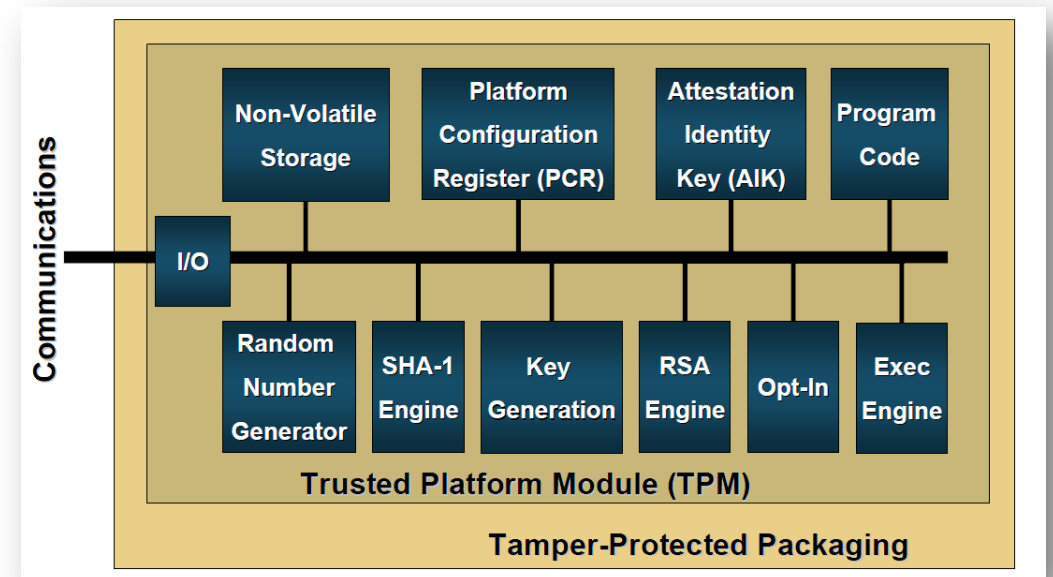 Communications
Non-Volatile
Storage
Platform
Configuration
Register (PCR)
Attestation
Identity
Key (AIK)
Program
Code
I/O
Random
Number
Generator
SHA-1
Engine
Key
Generation
RSA
Engine
Opt-In
Exec
Engine
Trusted Platform Module (TPM)
Tamper-Protected Packaging